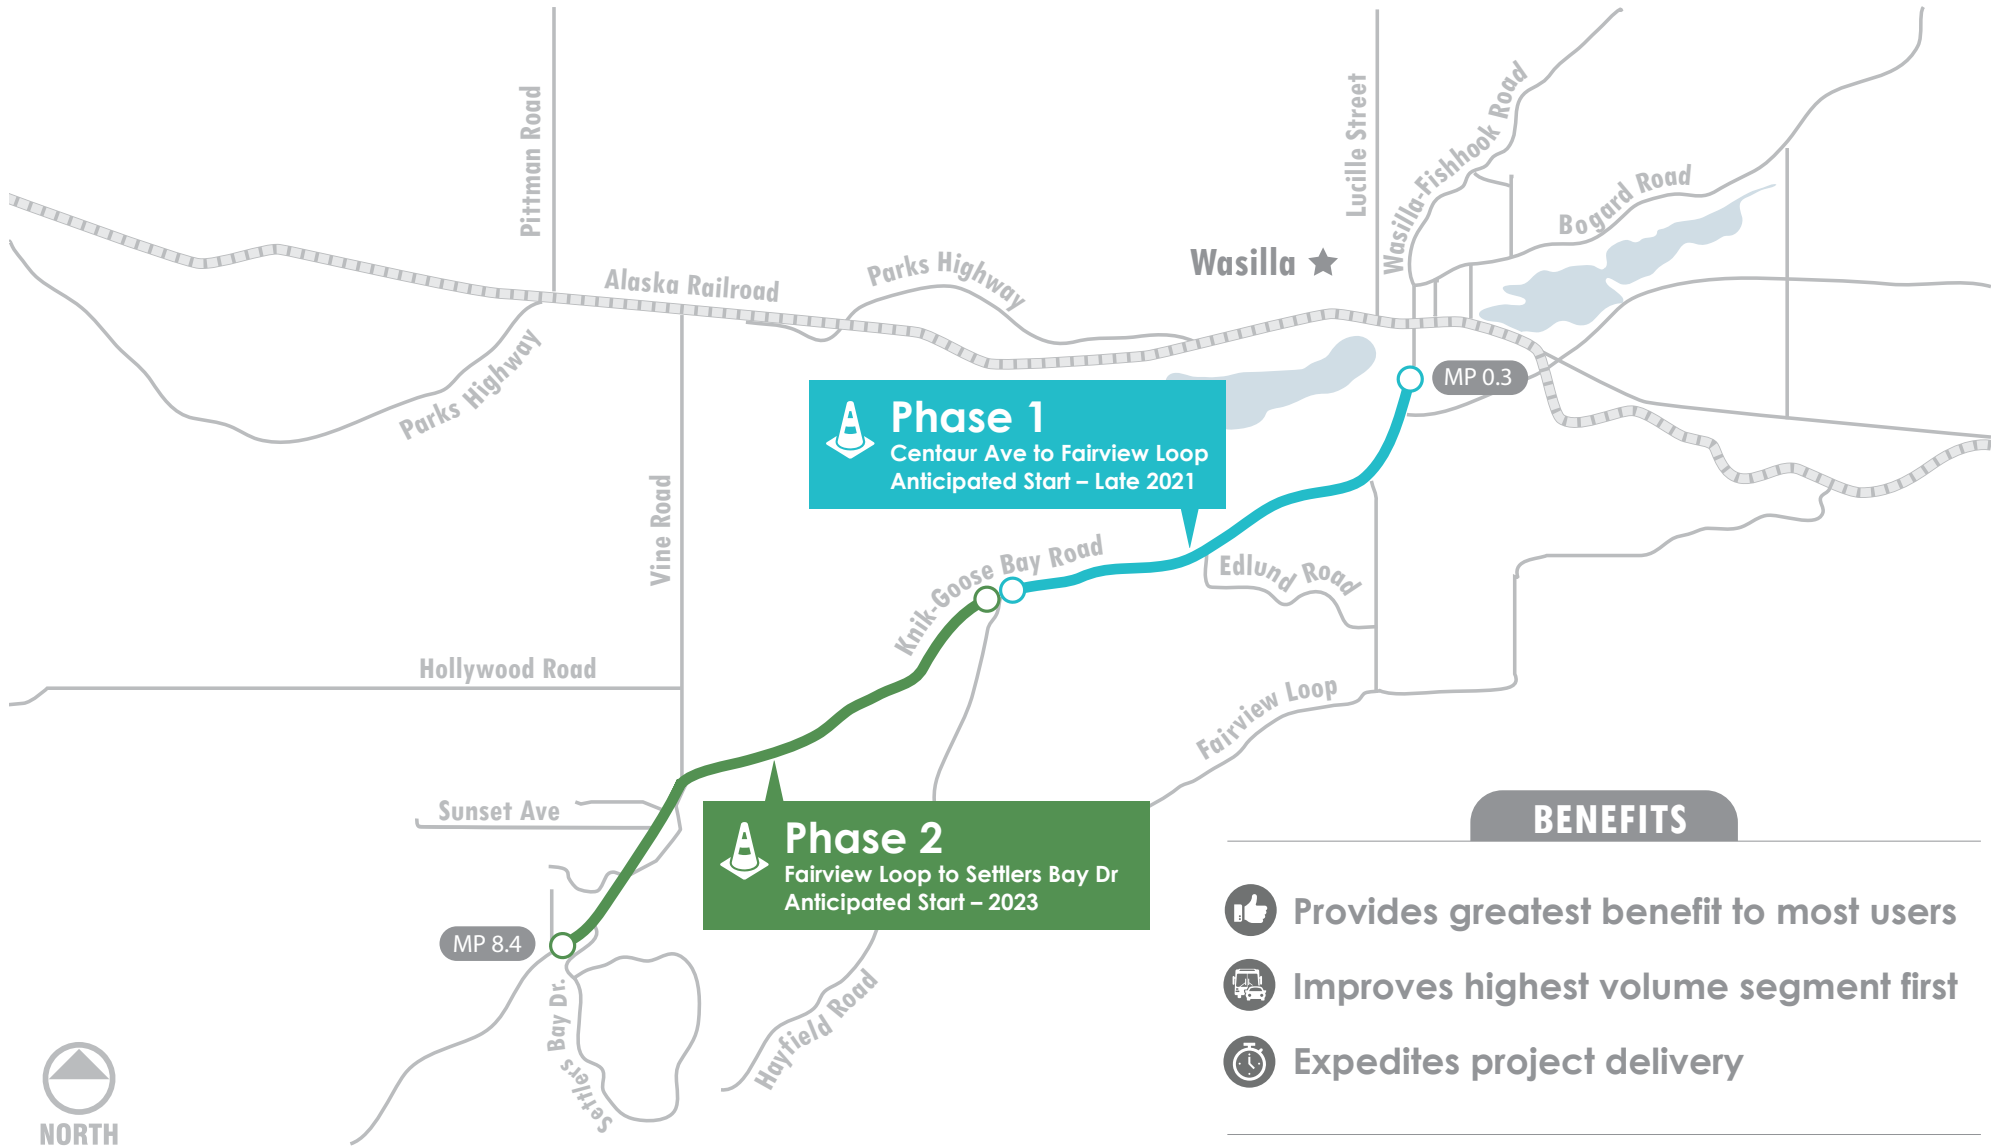 Pittman Road
Lucille Street
Wasilla-Fishhook Road
Bogard Road
Wasilla
Alaska Railroad
Parks Highway
Parks Highway
MP 0.3
Phase 1
Centaur Ave to Fairview Loop
Anticipated Start – Late 2021
Vine Road
Knik-Goose Bay Road
Edlund Road
Hollywood Road
Fairview Loop
Sunset Ave
Phase 2
Fairview Loop to Settlers Bay Dr
Anticipated Start – 2023
MP 8.4
Settlers Bay Dr.
Hayfield Road
BENEFITS
Provides greatest benefit to most users
Improves highest volume segment first
Expedites project delivery
NORTH